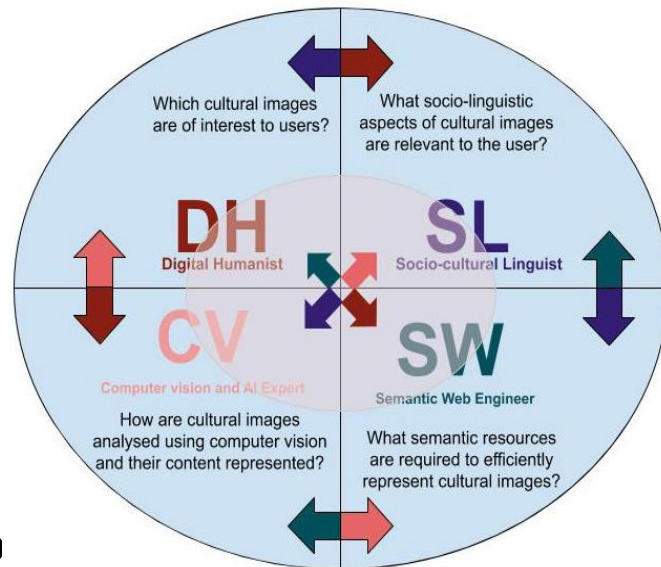 Which cultural images
are of interest to users?
What socio-linguistic
aspects of cultural images
are relevant to the user?
DH
Digital Humanist
SL
Socio-cultural Linguist
CV
Computer vision and AI Expert
SW
Semantic Web Engineer
How are cultural images
analysed using computer vision
and their content represented?
What semantic resources
are required to efficiently
represent cultural images?